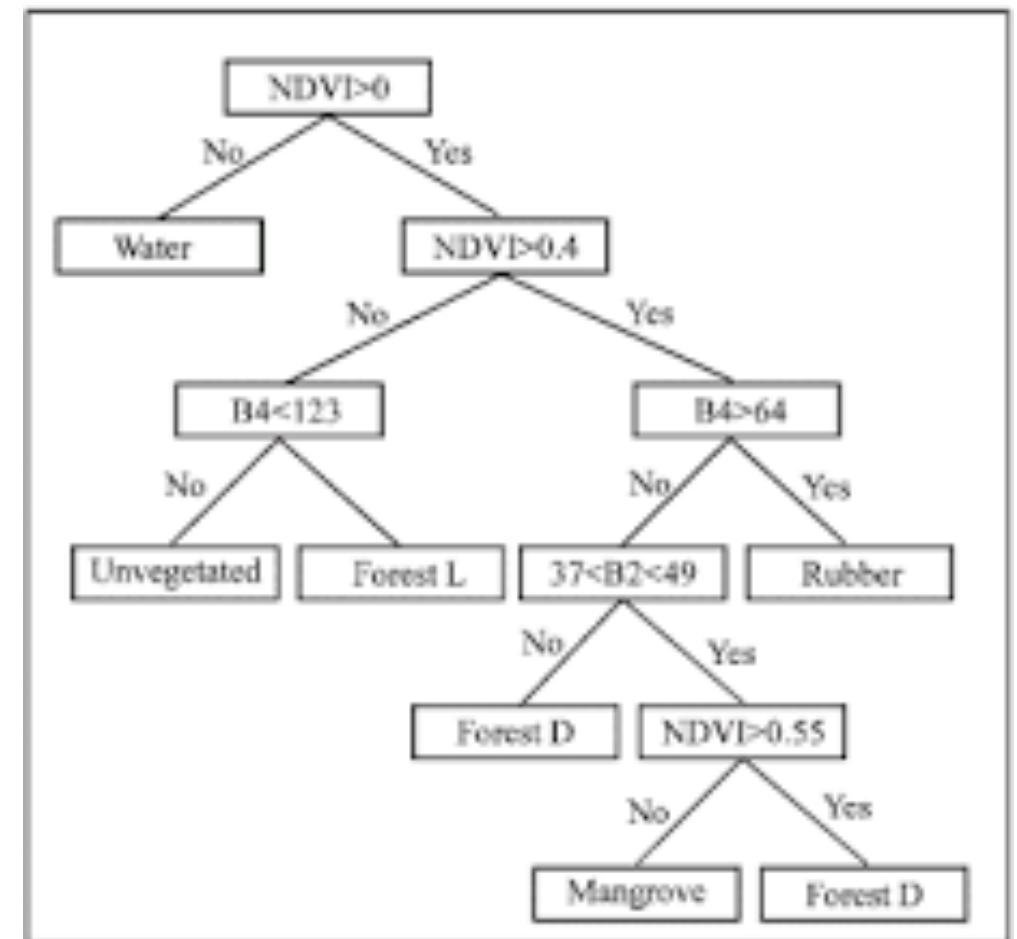 NDVI>0
No
Yes
Water
NDVI>0.4
No
Yes
B4<123
B4>64
No
No
Yes
Unvegetated
Forest L
37<B2<49
Rubber
No
Yes
Forest D
NDVI>0.55
No
Yes
Mangrove
Forest D